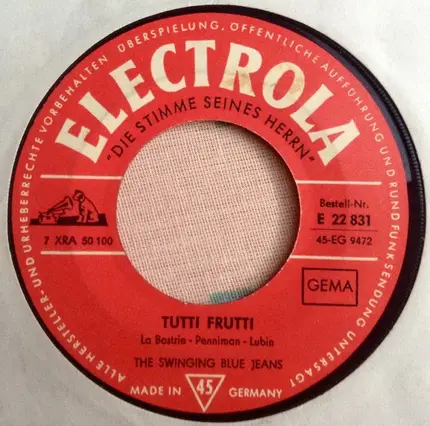 ALLE HERSTELLER- UND URHEBERRECHTE VORBEHALTEN ÜBERSPIELUNG, ÖFFENTLICHE AUFFÜHRUNG UND RUNDFUNKSENDUNG UNTERSAGT
ELECTROLA
"DIE STIMME SEINES HERRN"
7 XRA 50 100
Bestell-Nr.
E 22 831
45-EG 9472
GEMA
TUTTI FRUTTI
La Bostrie - Penniman - Lubin
THE SWINGING BLUE JEANS
MADE IN 45 GERMANY